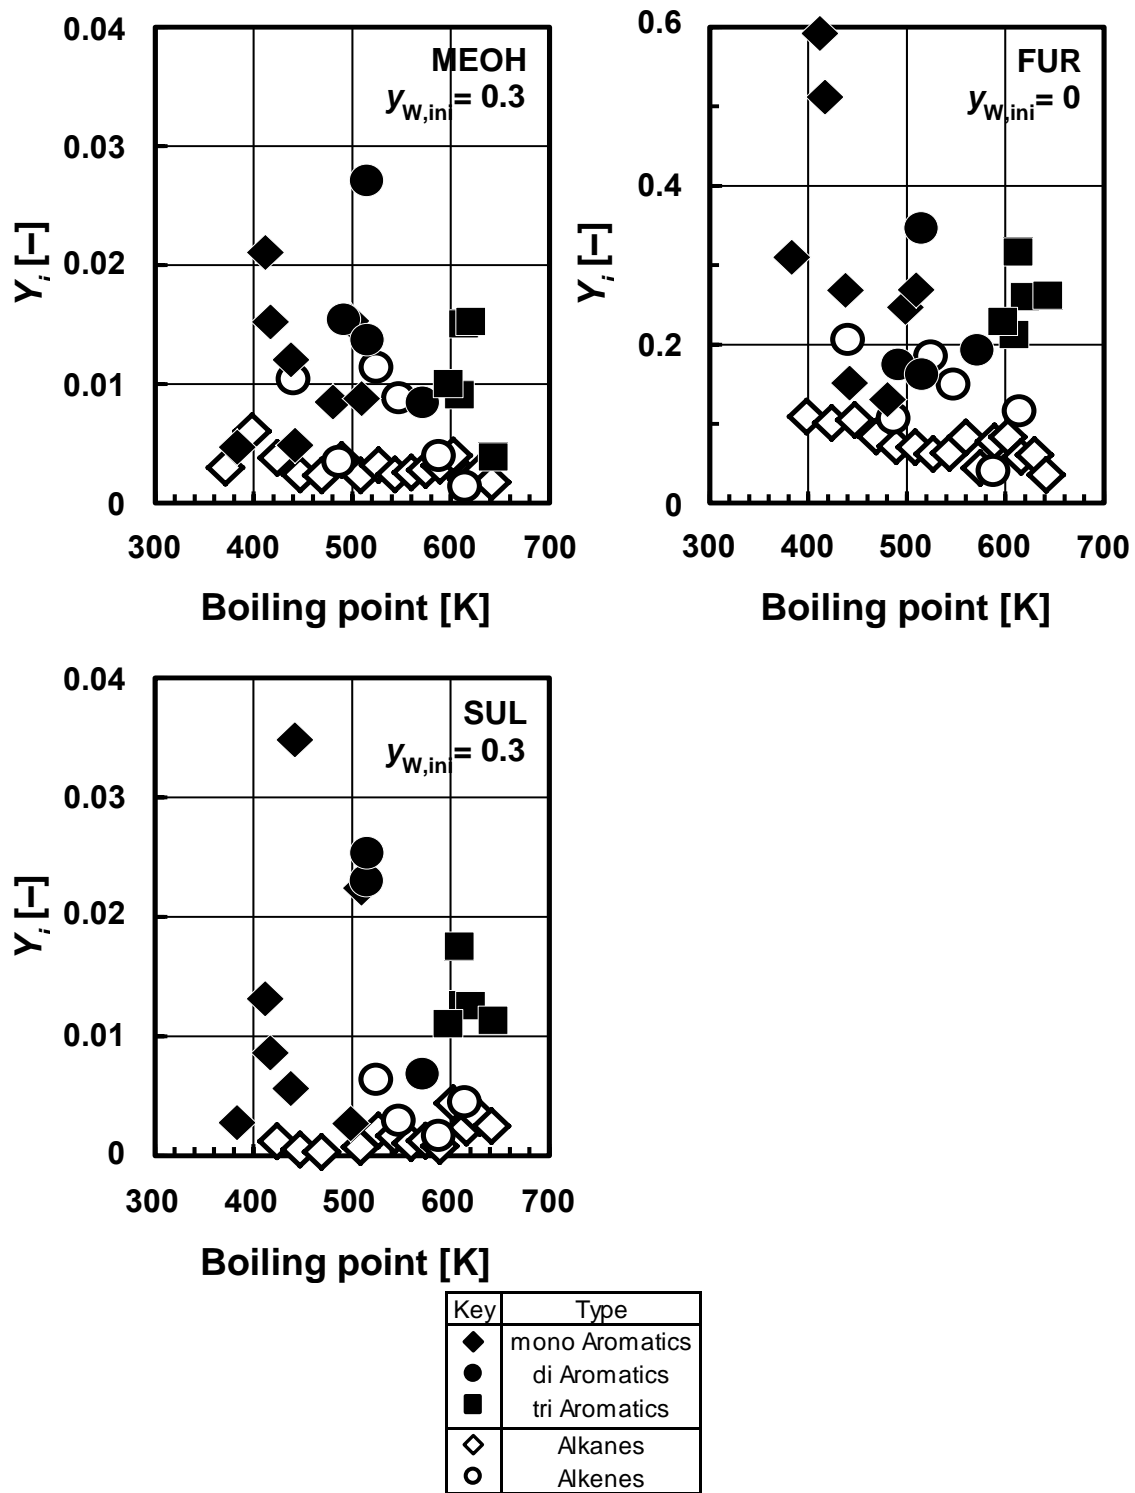 0.04
0.03
0.02
0.01
0
Yᵢ [−]
MEOH
y_W,ini = 0.3
300 400 500 600 700
Boiling point [K]
0.6
0.4
0.2
0
Yᵢ [−]
FUR
y_W,ini = 0
300 400 500 600 700
Boiling point [K]
0.04
0.03
0.02
0.01
0
Yᵢ [−]
SUL
y_W,ini = 0.3
300 400 500 600 700
Boiling point [K]
Key Type
mono Aromatics
di Aromatics
tri Aromatics
Alkanes
Alkenes